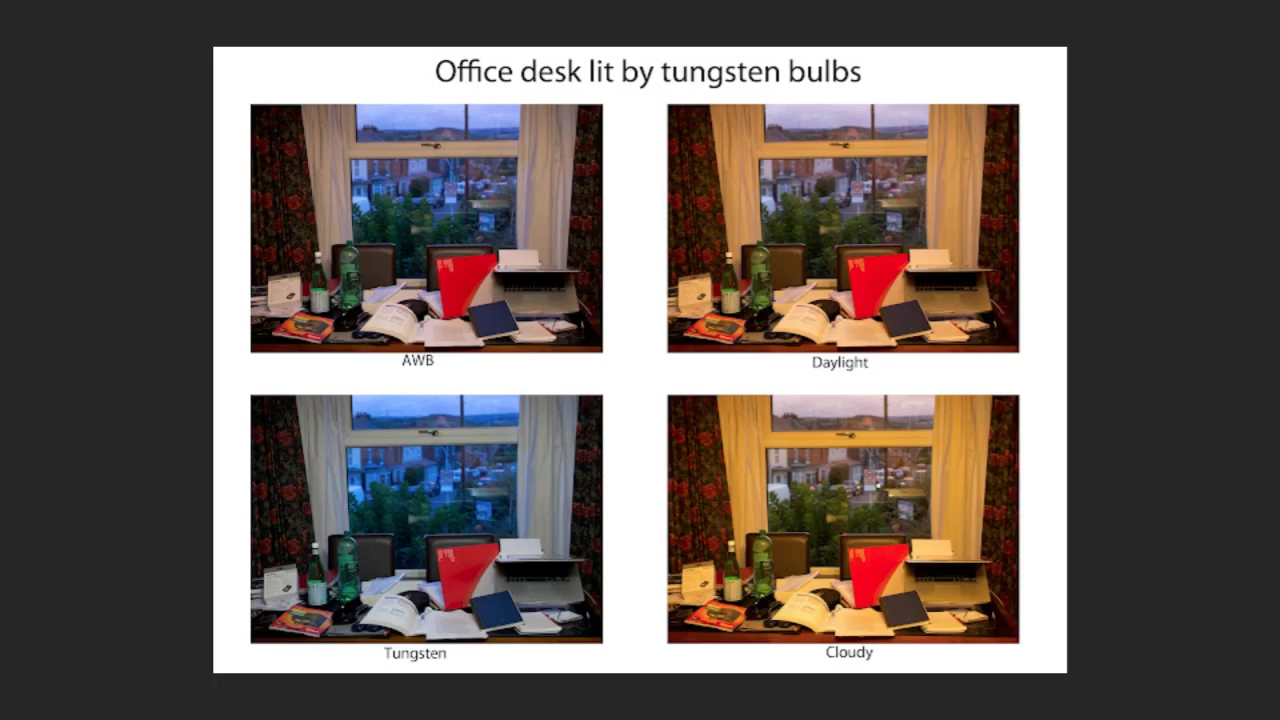 Office desk lit by tungsten bulbs
AWB
Daylight
Tungsten
Cloudy